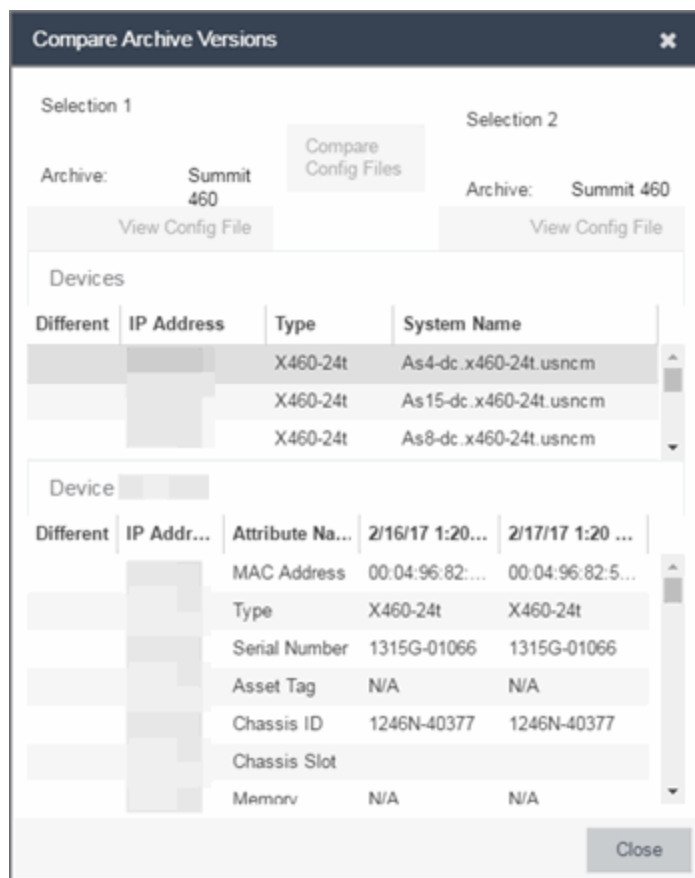 Compare Archive Versions
Selection 1
Selection 2
Compare
Config Files
Archive: Summit
460
Archive: Summit 460
View Config File
View Config File
Devices
Different IP Address Type System Name
X460-24t As4-dc.x460-24t.usncm
X460-24t As15-dc.x460-24t.usncm
X460-24t As8-dc.x460-24t.usncm
Device
Different IP Addr... Attribute Na... 2/16/17 1:20... 2/17/17 1:20 ...
MAC Address 00:04:96:82:... 00:04:96:82:5...
Type X460-24t X460-24t
Serial Number 1315G-01066 1315G-01066
Asset Tag N/A N/A
Chassis ID 1246N-40377 1246N-40377
Chassis Slot
Memory N/A N/A
Close